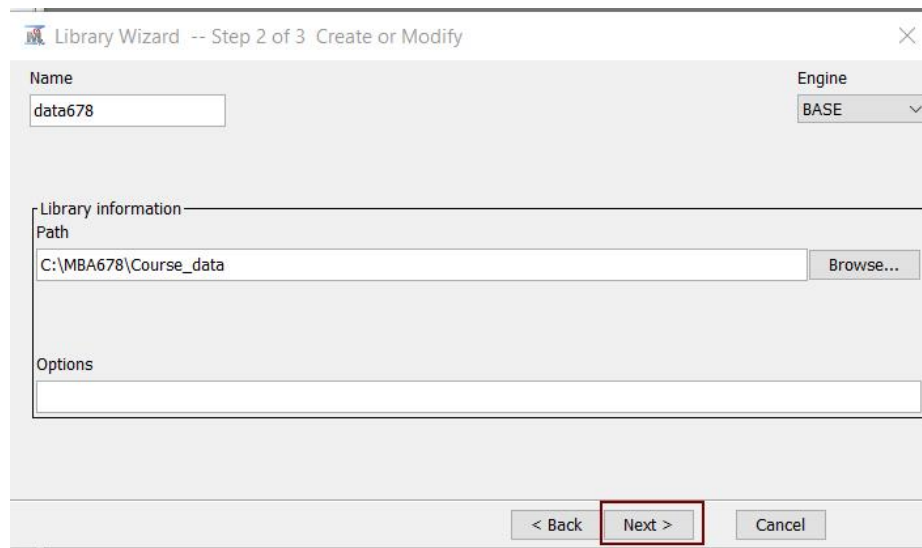 Library Wizard -- Step 2 of 3 Create or Modify
Name
Engine
data678
BASE
Library information
Path
C:\MBA678\Course_data
Browse...
Options
< Back
Next >
Cancel